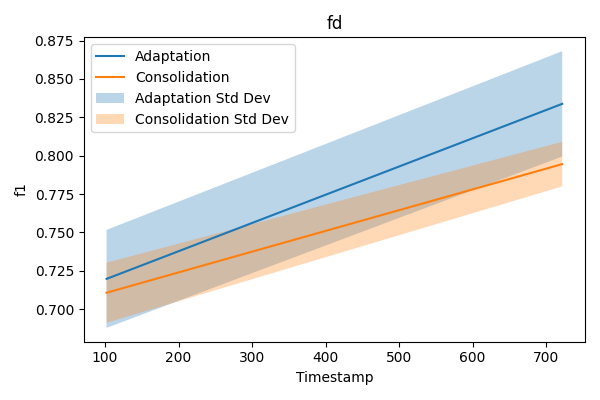 fd
0.875
0.850
0.825
0.800
0.775
0.750
0.725
0.700
f1
Adaptation
Consolidation
Adaptation Std Dev
Consolidation Std Dev
100 200 300 400 500 600 700
Timestamp